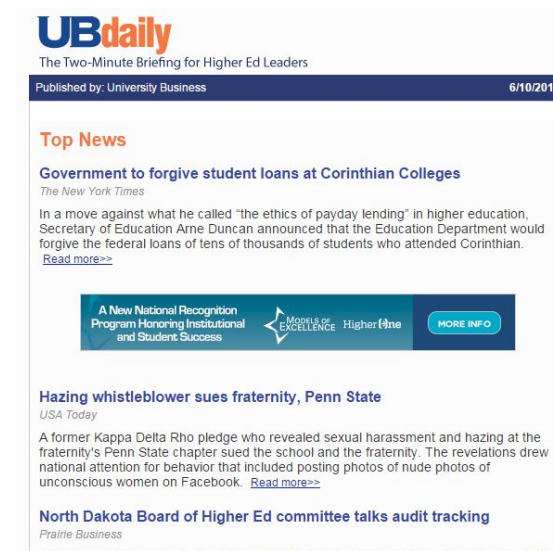 UBdaily
The Two-Minute Briefing for Higher Ed Leaders
Published by: University Business 6/10/201
Top News
Government to forgive student loans at Corinthian Colleges
The New York Times
In a move against what he called "the ethics of payday lending" in higher education,
Secretary of Education Arne Duncan announced that the Education Department would
forgive the federal loans of tens of thousands of students who attended Corinthian.
Read more>>
A New National Recognition
Program Honoring Institutional
and Student Success
MODELS OF
EXCELLENCE
Higher One
MORE INFO
Hazing whistleblower sues fraternity, Penn State
USA Today
A former Kappa Delta Rho pledge who revealed sexual harassment and hazing at the
fraternity's Penn State chapter sued the school and the fraternity. The revelations drew
national attention for behavior that included posting photos of nude photos of
unconscious women on Facebook. Read more>>
North Dakota Board of Higher Ed committee talks audit tracking
Prairie Business